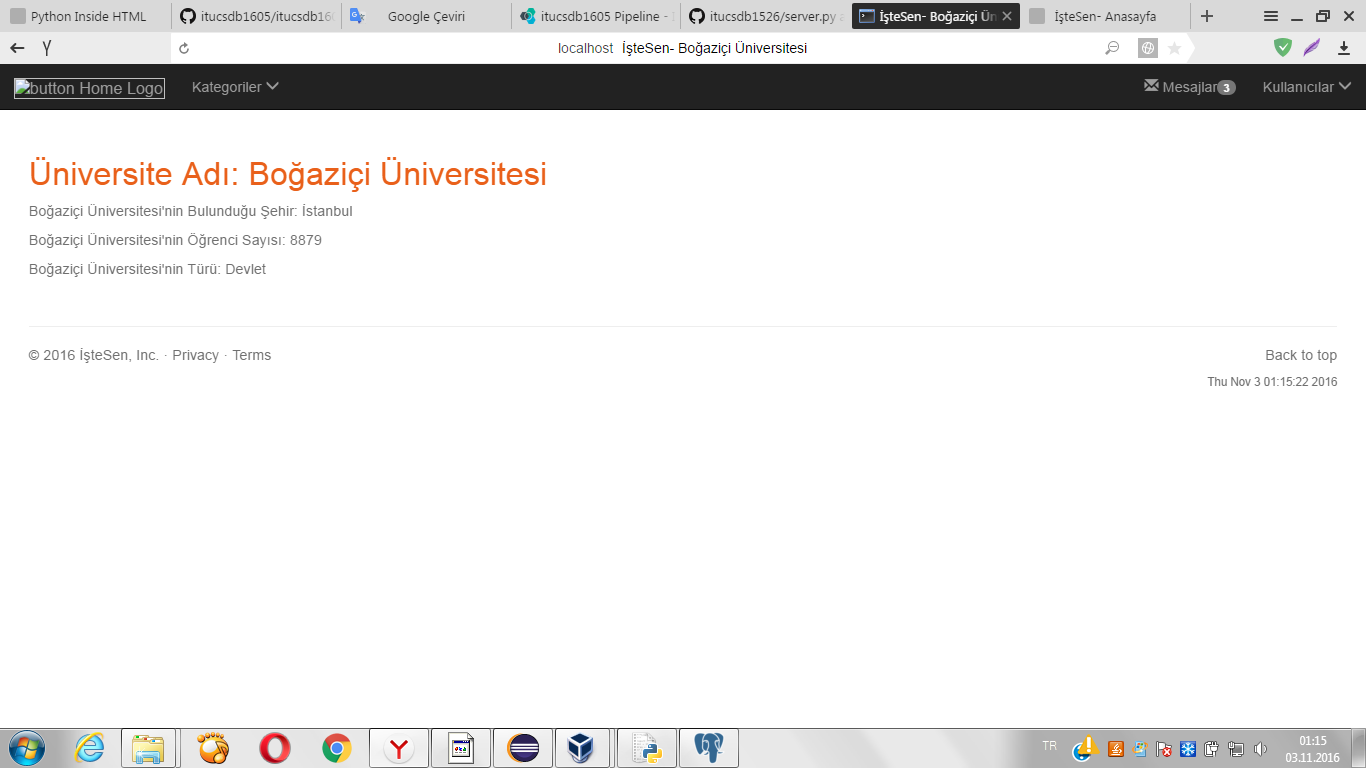 Python Inside HTML
itucsdb1605/itucsdb160
Google Çeviri
itucsdb1605 Pipeline -
itucsdb1526/server.py a
İşteSen- Boğaziçi Ün
İşteSen- Anasayfa
localhost İşteSen- Boğaziçi Üniversitesi
button Home Logo
Kategoriler
Mesajlar 3
Kullanıcılar
Üniversite Adı: Boğaziçi Üniversitesi
Boğaziçi Üniversitesi'nin Bulunduğu Şehir: İstanbul
Boğaziçi Üniversitesi'nin Öğrenci Sayısı: 8879
Boğaziçi Üniversitesi'nin Türü: Devlet
© 2016 İşteSen, Inc. · Privacy · Terms
Back to top
Thu Nov 3 01:15:22 2016
TR
01:15
03.11.2016